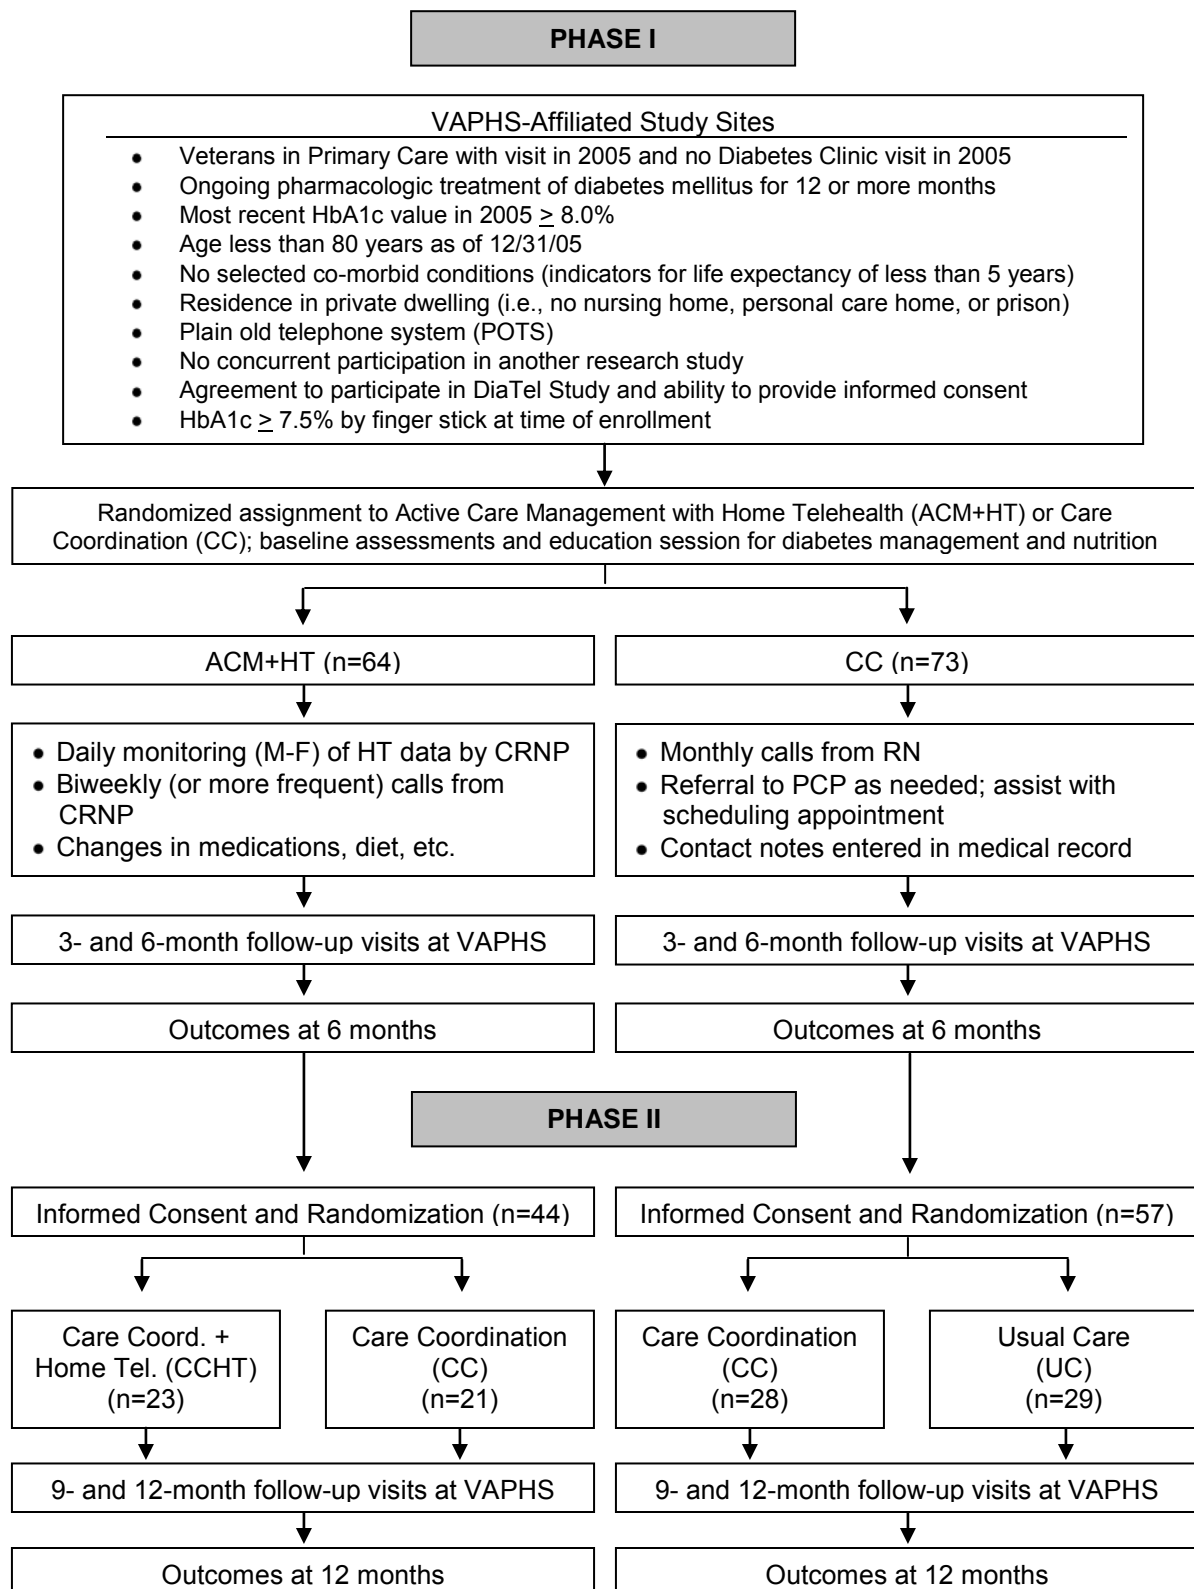 PHASE I
VAPHS-Affiliated Study Sites
• Veterans in Primary Care with visit in 2005 and no Diabetes Clinic visit in 2005
• Ongoing pharmacologic treatment of diabetes mellitus for 12 or more months
• Most recent HbA1c value in 2005 ≥ 8.0%
• Age less than 80 years as of 12/31/05
• No selected co-morbid conditions (indicators for life expectancy of less than 5 years)
• Residence in private dwelling (i.e., no nursing home, personal care home, or prison)
• Plain old telephone system (POTS)
• No concurrent participation in another research study
• Agreement to participate in DiaTel Study and ability to provide informed consent
• HbA1c ≥ 7.5% by finger stick at time of enrollment
Randomized assignment to Active Care Management with Home Telehealth (ACM+HT) or Care
Coordination (CC); baseline assessments and education session for diabetes management and nutrition
ACM+HT (n=64)
• Daily monitoring (M-F) of HT data by CRNP
• Biweekly (or more frequent) calls from
CRNP
• Changes in medications, diet, etc.
3- and 6-month follow-up visits at VAPHS
Outcomes at 6 months
CC (n=73)
• Monthly calls from RN
• Referral to PCP as needed; assist with
scheduling appointment
• Contact notes entered in medical record
3- and 6-month follow-up visits at VAPHS
Outcomes at 6 months
PHASE II
Informed Consent and Randomization (n=44)
Care Coord. +
Home Tel. (CCHT)
(n=23)
Care Coordination
(CC)
(n=21)
9- and 12-month follow-up visits at VAPHS
Outcomes at 12 months
Informed Consent and Randomization (n=57)
Care Coordination
(CC)
(n=28)
Usual Care
(UC)
(n=29)
9- and 12-month follow-up visits at VAPHS
Outcomes at 12 months